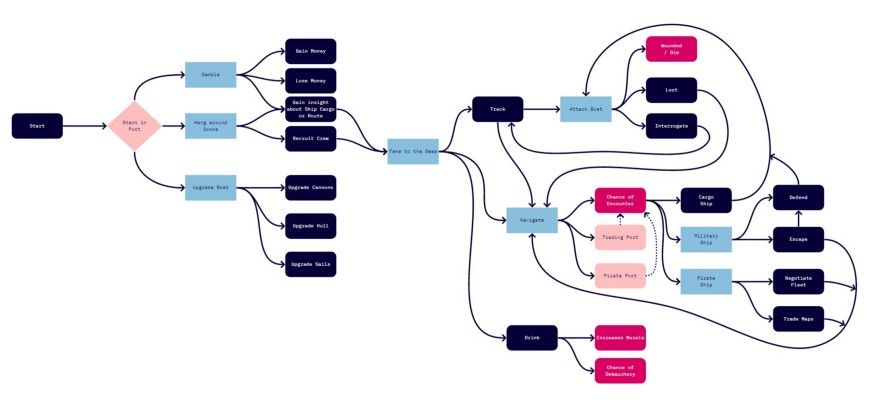 Start
Start in
Port
Gamble
Hang around
Docks
Upgrade Boat
Gain Money
Lose Money
Gain insight
about Ship Cargo
or Route
Recruit Crew
Upgrade Cannons
Upgrade Hull
Upgrade Sails
Take to the Seas
Track
Attack Boat
Wounded
/ Die
Loot
Interrogate
Navigate
Chance of
Encounter
Trading Port
Pirate Port
Cargo
Ship
Military
Ship
Pirate
Ship
Defend
Escape
Negotiate
Fleet
Trade Maps
Drink
Increases Morale
Chance of
Debauchery